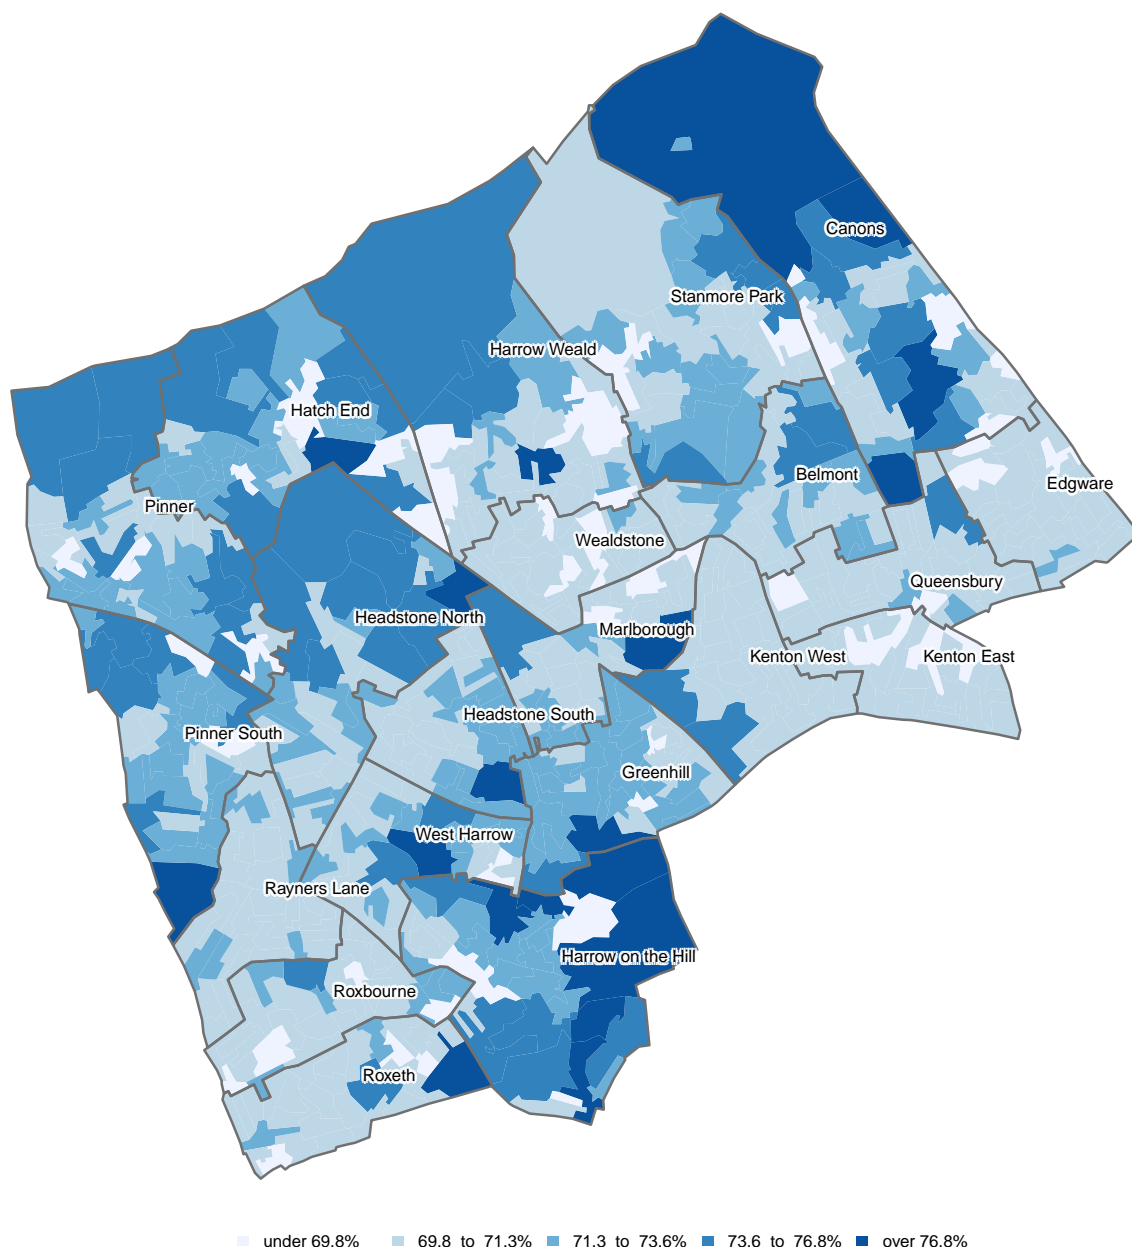 Canons
Stanmore Park
Harrow Weald
Hatch End
Belmont
Edgware
Pinner
Wealdstone
Queensbury
Headstone North
Marlborough
Kenton West
Kenton East
Headstone South
Pinner South
Greenhill
West Harrow
Rayners Lane
Harrow on the Hill
Roxbourne
Roxeth
under 69.8% 69.8 to 71.3% 71.3 to 73.6% 73.6 to 76.8% over 76.8%